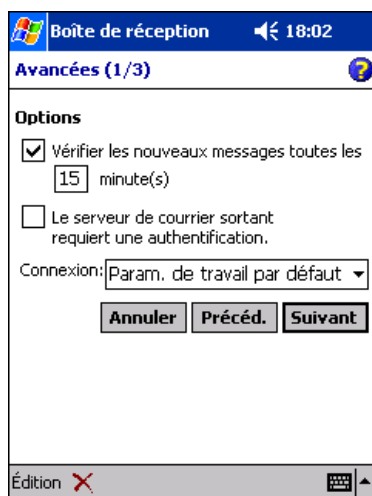 Boîte de réception 18:02
Avancées (1/3)
Options
Vérifier les nouveaux messages toutes les
15 minute(s)
Le serveur de courrier sortant
requiert une authentification.
Connexion: Param. de travail par défaut
Annuler Précéd. Suivant
Édition